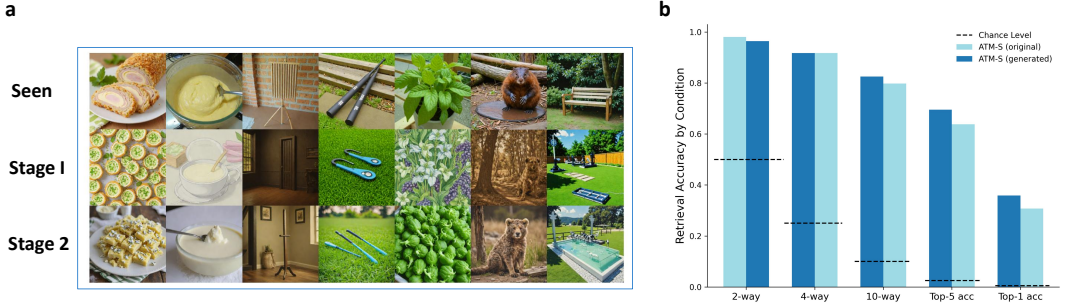 a
Seen
Stage I
Stage 2
b
Retrieval Accuracy by Condition
1.0
0.8
0.6
0.4
0.2
0.0
Chance Level
ATM-S (original)
ATM-S (generated)
2-way
4-way
10-way
Top-5 acc
Top-1 acc